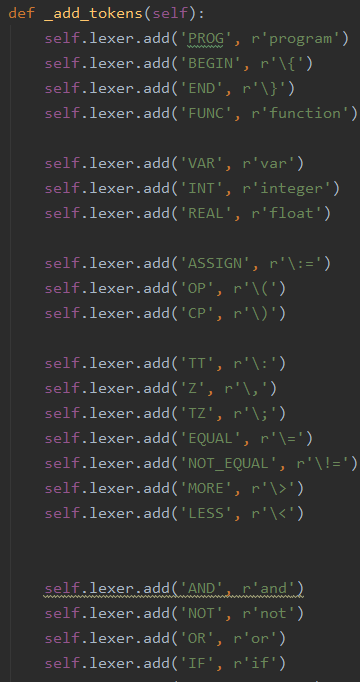 def _add_tokens(self):
self.lexer.add('PROG', r'program')
self.lexer.add('BEGIN', r'\{')
self.lexer.add('END', r'\}')
self.lexer.add('FUNC', r'function')
self.lexer.add('VAR', r'var')
self.lexer.add('INT', r'integer')
self.lexer.add('REAL', r'float')
self.lexer.add('ASSIGN', r'\:=')
self.lexer.add('OP', r'\(')
self.lexer.add('CP', r'\)')
self.lexer.add('TT', r'\:')
self.lexer.add('Z', r'\,')
self.lexer.add('TZ', r'\;')
self.lexer.add('EQUAL', r'\=')
self.lexer.add('NOT_EQUAL', r'\!=')
self.lexer.add('MORE', r'\>')
self.lexer.add('LESS', r'\<')
self.lexer.add('AND', r'and')
self.lexer.add('NOT', r'not')
self.lexer.add('OR', r'or')
self.lexer.add('IF', r'if')